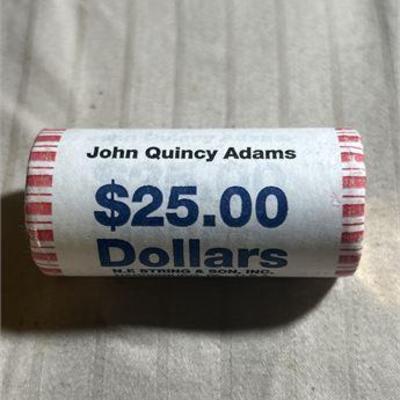 John Quincy Adams
$25.00
Dollars
N.F. STRING & SON, INC.